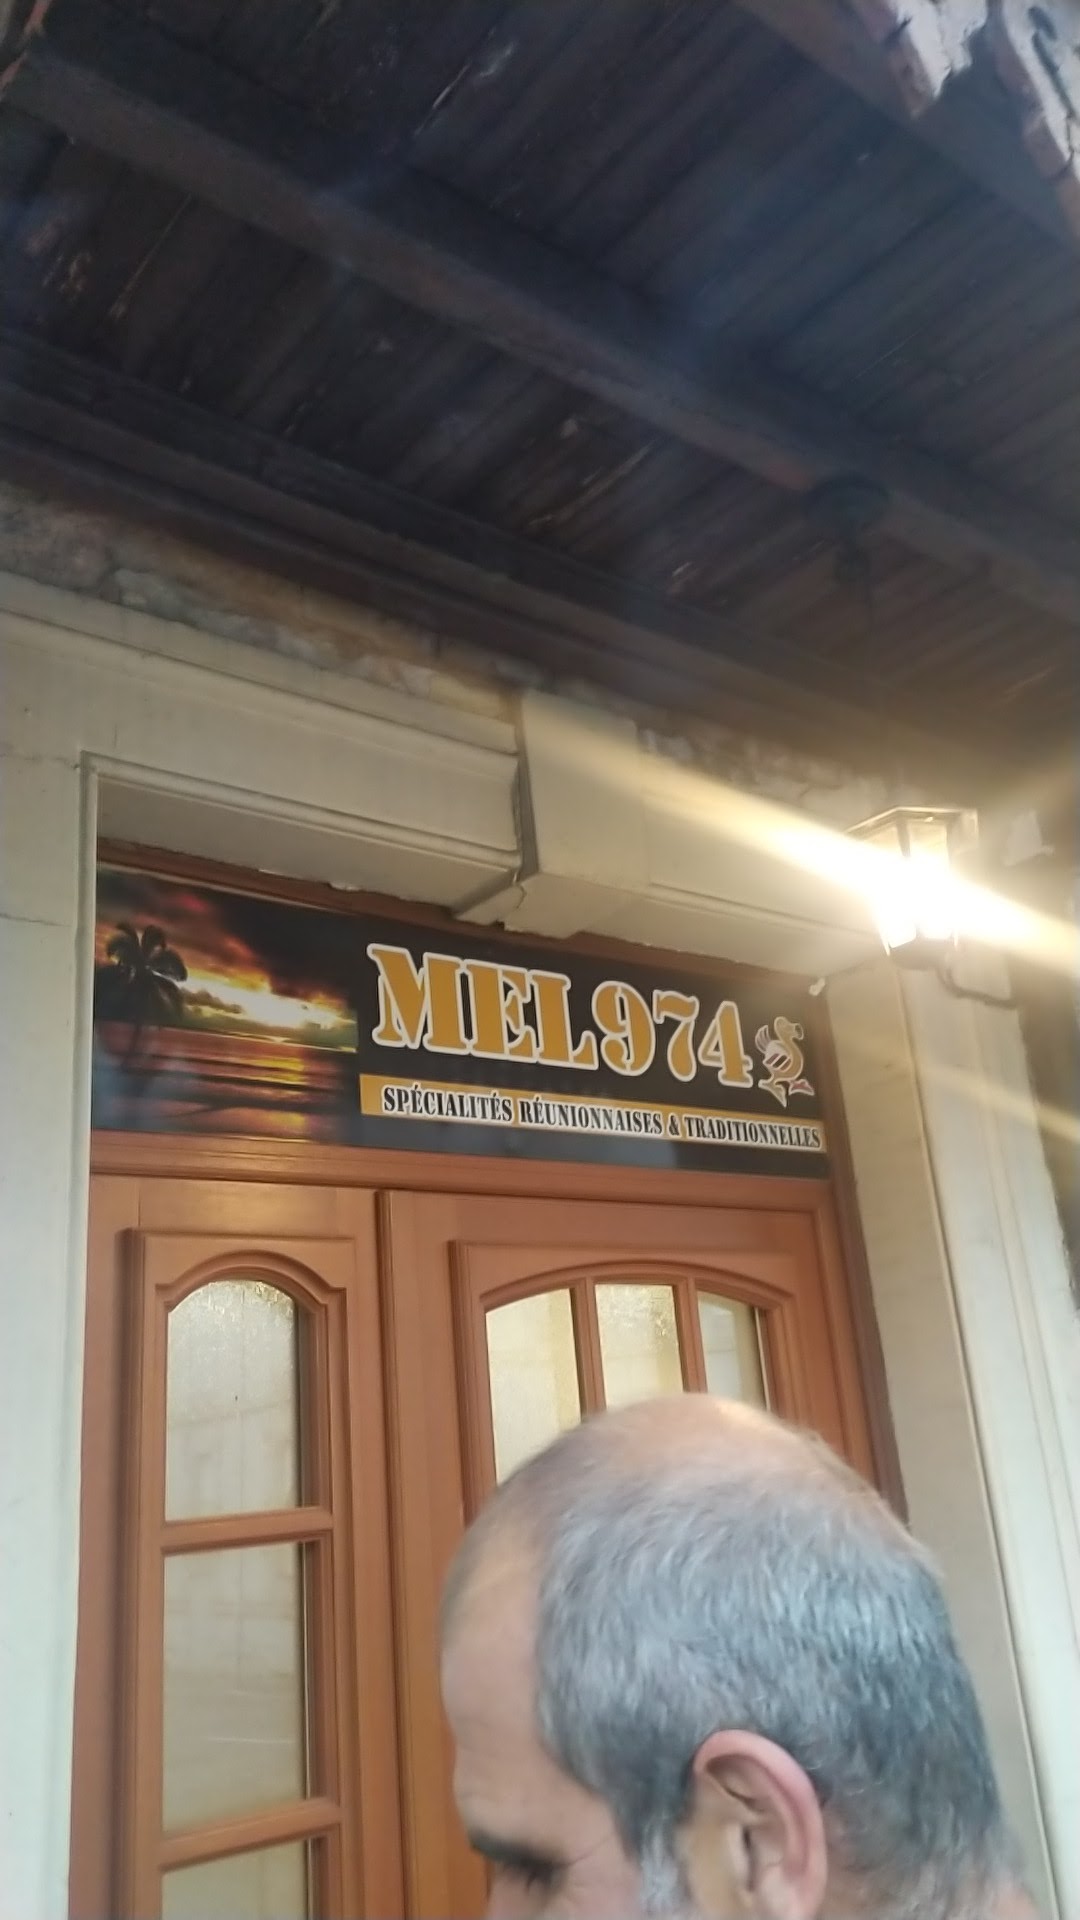 MEL974
SPÉCIALITÉS RÉUNIONNAISES & TRADITIONNELLES